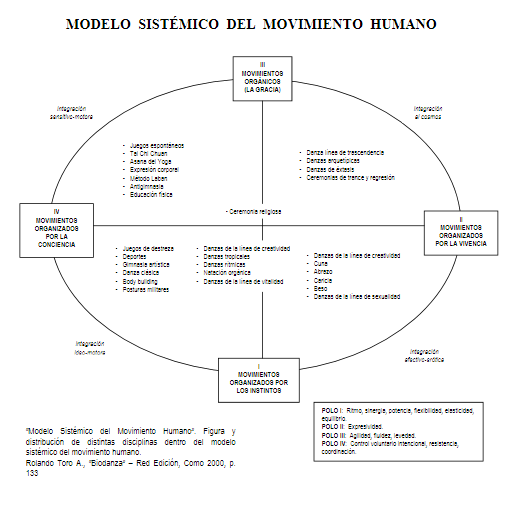 MODELO SISTÉMICO DEL MOVIMIENTO HUMANO
III
MOVIMIENTOS
ORGÁNICOS
(LA GRACIA)
Integración
sensitivo-motora
Integración
al cosmos
- Juegos espontáneos
- Tai Chi Chuan
- Asana del Yoga
- Expresión corporal
- Método Laban
- Antigimnasia
- Educación física
- Danza línea de trascendencia
- Danzas arquetípicas
- Danzas de éxtasis
- Ceremonias de trance y regresión
IV
MOVIMIENTOS
ORGANIZADOS
POR LA
CONCIENCIA
- Ceremonia religiosa
II
MOVIMIENTOS
ORGANIZADOS
POR LA VIVENCIA
- Juegos de destreza
- Deportes
- Gimnasia artística
- Danza clásica
- Body building
- Posturas militares
- Danzas de la línea de creatividad
- Danzas tropicales
- Danzas rítmicas
- Natación orgánica
- Danzas de la línea de vitalidad
- Danzas de la línea de creatividad
- Cuna
- Abrazo
- Caricia
- Beso
- Danzas de la línea de sexualidad
Integración
ideo-motora
Integración
afectivo-erótica
I
MOVIMIENTOS
ORGANIZADOS POR
LOS INSTINTOS
"Modelo Sistémico del Movimiento Humano". Figura y
distribución de distintas disciplinas dentro del modelo
sistémico del movimiento humano.
Rolando Toro A., "Biodanza" – Red Edición, Como 2000, p.
133
POLO I: Ritmo, sinergia, potencia, flexibilidad, elasticidad,
equilibrio.
POLO II: Expresividad.
POLO III: Agilidad, fluidez, levedad.
POLO IV: Control voluntario intencional, resistencia,
coordinación.